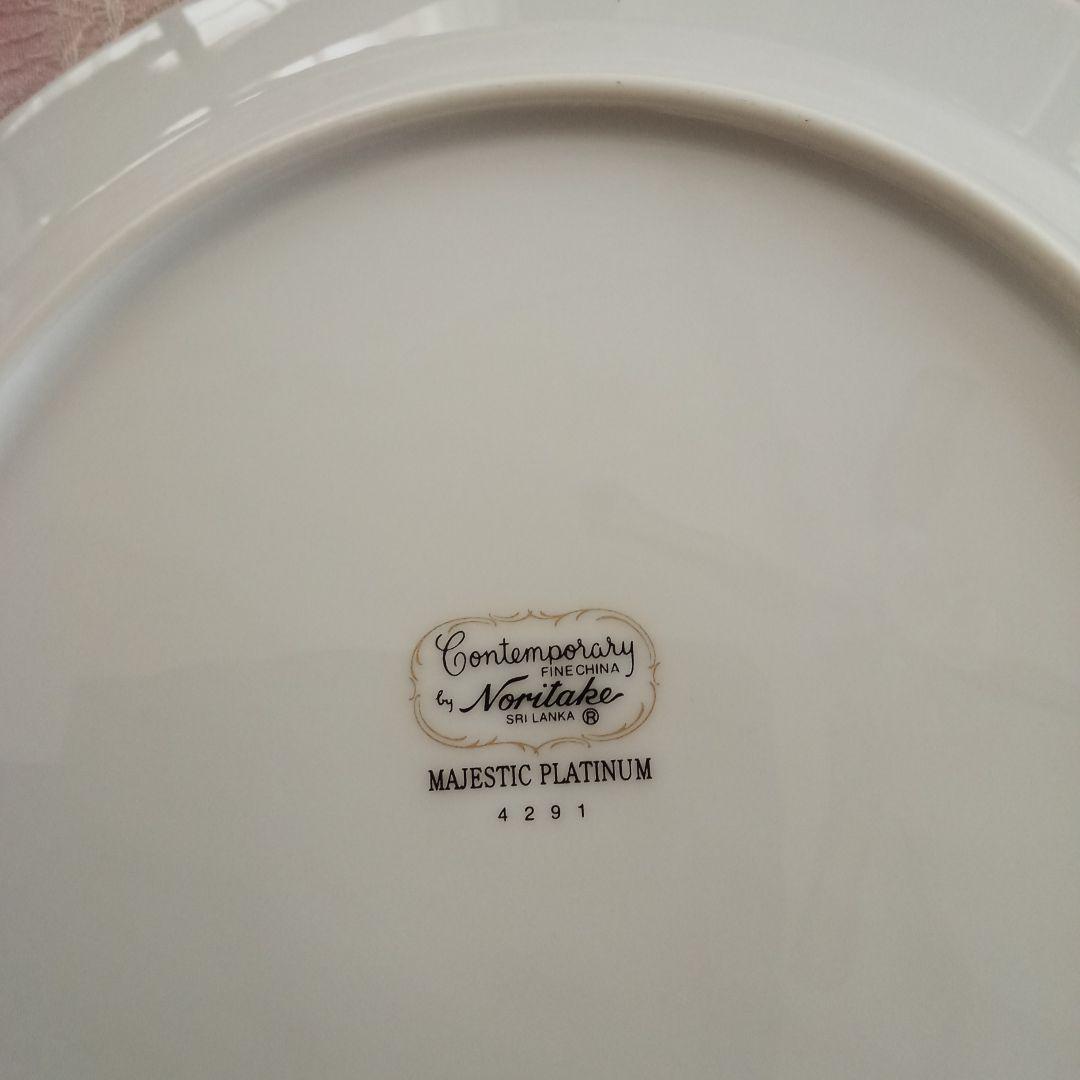 Contemporary
FINE CHINA
by Noritake
SRI LANKA ®
MAJESTIC PLATINUM
4291